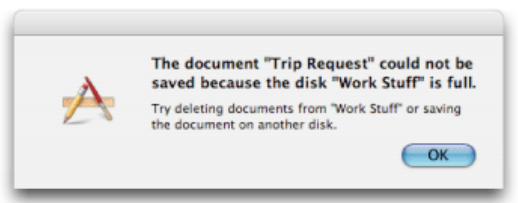 The document "Trip Request" could not be
saved because the disk "Work Stuff" is full.
Try deleting documents from "Work Stuff" or saving
the document on another disk.
OK